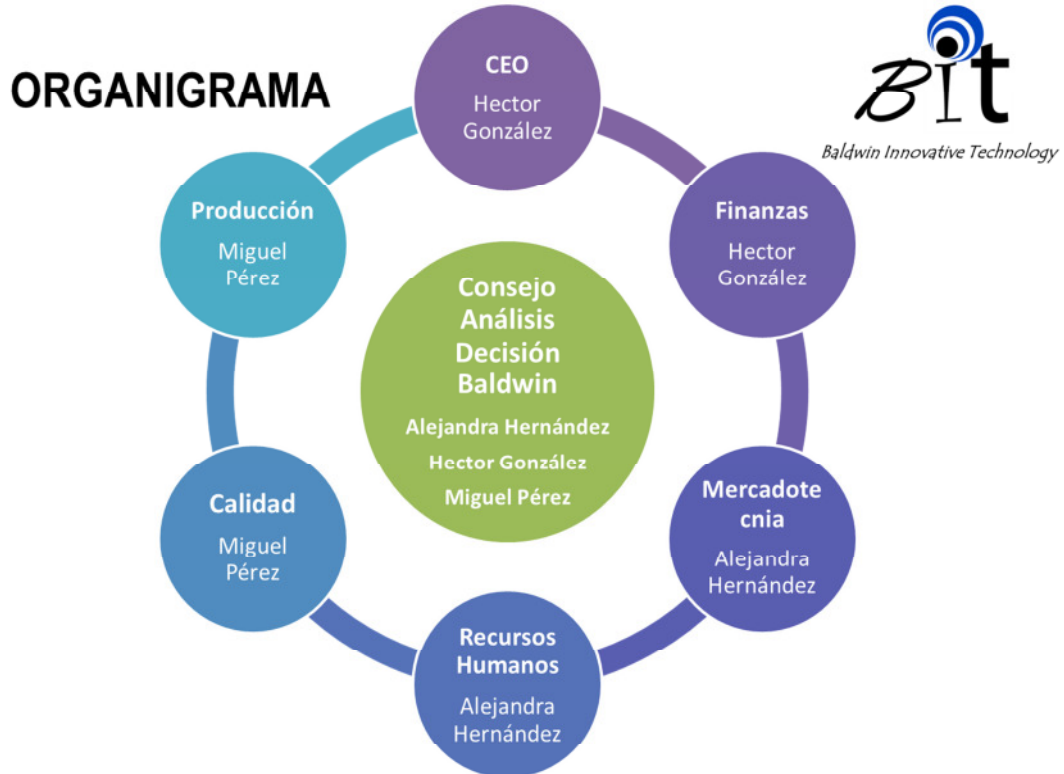 ORGANIGRAMA
BIt
Baldwin Innovative Technology
CEO
Hector
González
Finanzas
Hector
González
Mercadote
cnia
Alejandra
Hernández
Recursos
Humanos
Alejandra
Hernández
Calidad
Miguel
Pérez
Producción
Miguel
Pérez
Consejo
Análisis
Decisión
Baldwin
Alejandra Hernández
Hector González
Miguel Pérez